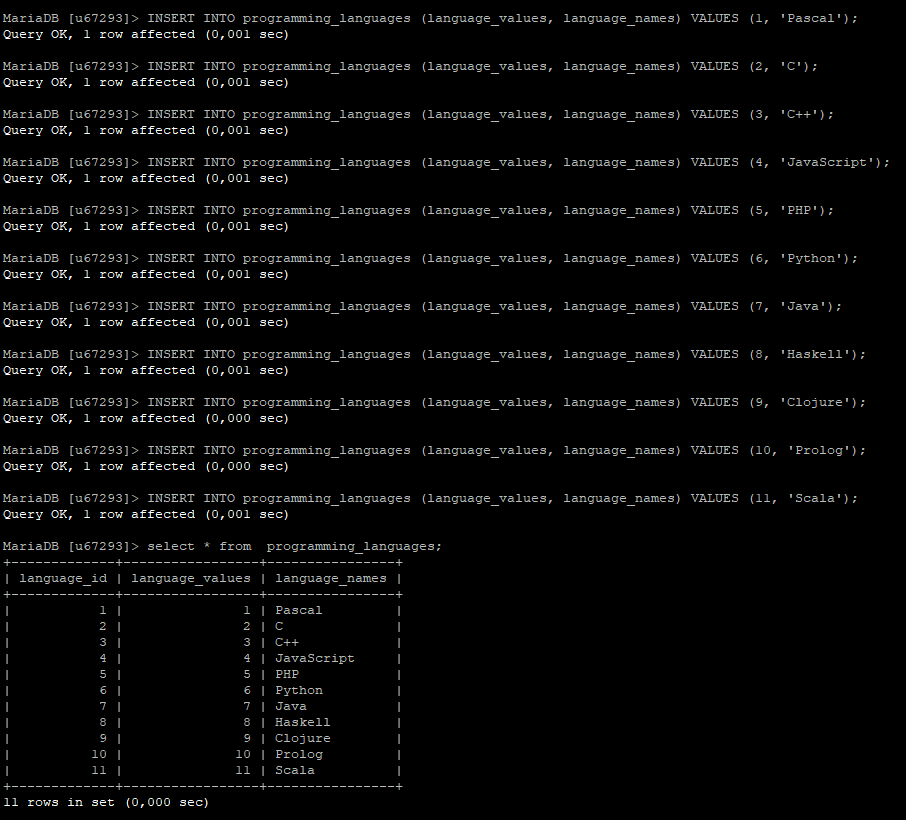 MariaDB [u67293]> INSERT INTO programming_languages (language_values, language_names) VALUES (1, 'Pascal');
Query OK, 1 row affected (0,001 sec)
MariaDB [u67293]> INSERT INTO programming_languages (language_values, language_names) VALUES (2, 'C');
Query OK, 1 row affected (0,001 sec)
MariaDB [u67293]> INSERT INTO programming_languages (language_values, language_names) VALUES (3, 'C++');
Query OK, 1 row affected (0,001 sec)
MariaDB [u67293]> INSERT INTO programming_languages (language_values, language_names) VALUES (4, 'JavaScript');
Query OK, 1 row affected (0,001 sec)
MariaDB [u67293]> INSERT INTO programming_languages (language_values, language_names) VALUES (5, 'PHP');
Query OK, 1 row affected (0,001 sec)
MariaDB [u67293]> INSERT INTO programming_languages (language_values, language_names) VALUES (6, 'Python');
Query OK, 1 row affected (0,001 sec)
MariaDB [u67293]> INSERT INTO programming_languages (language_values, language_names) VALUES (7, 'Java');
Query OK, 1 row affected (0,001 sec)
MariaDB [u67293]> INSERT INTO programming_languages (language_values, language_names) VALUES (8, 'Haskell');
Query OK, 1 row affected (0,001 sec)
MariaDB [u67293]> INSERT INTO programming_languages (language_values, language_names) VALUES (9, 'Clojure');
Query OK, 1 row affected (0,000 sec)
MariaDB [u67293]> INSERT INTO programming_languages (language_values, language_names) VALUES (10, 'Prolog');
Query OK, 1 row affected (0,000 sec)
MariaDB [u67293]> INSERT INTO programming_languages (language_values, language_names) VALUES (11, 'Scala');
Query OK, 1 row affected (0,001 sec)
MariaDB [u67293]> select * from  programming_languages;
+-------------+-----------------+----------------+
| language_id | language_values | language_names |
+-------------+-----------------+----------------+
|           1 |               1 | Pascal         |
|           2 |               2 | C              |
|           3 |               3 | C++            |
|           4 |               4 | JavaScript     |
|           5 |               5 | PHP            |
|           6 |               6 | Python         |
|           7 |               7 | Java           |
|           8 |               8 | Haskell        |
|           9 |               9 | Clojure        |
|          10 |              10 | Prolog         |
|          11 |              11 | Scala          |
+-------------+-----------------+----------------+
11 rows in set (0,000 sec)